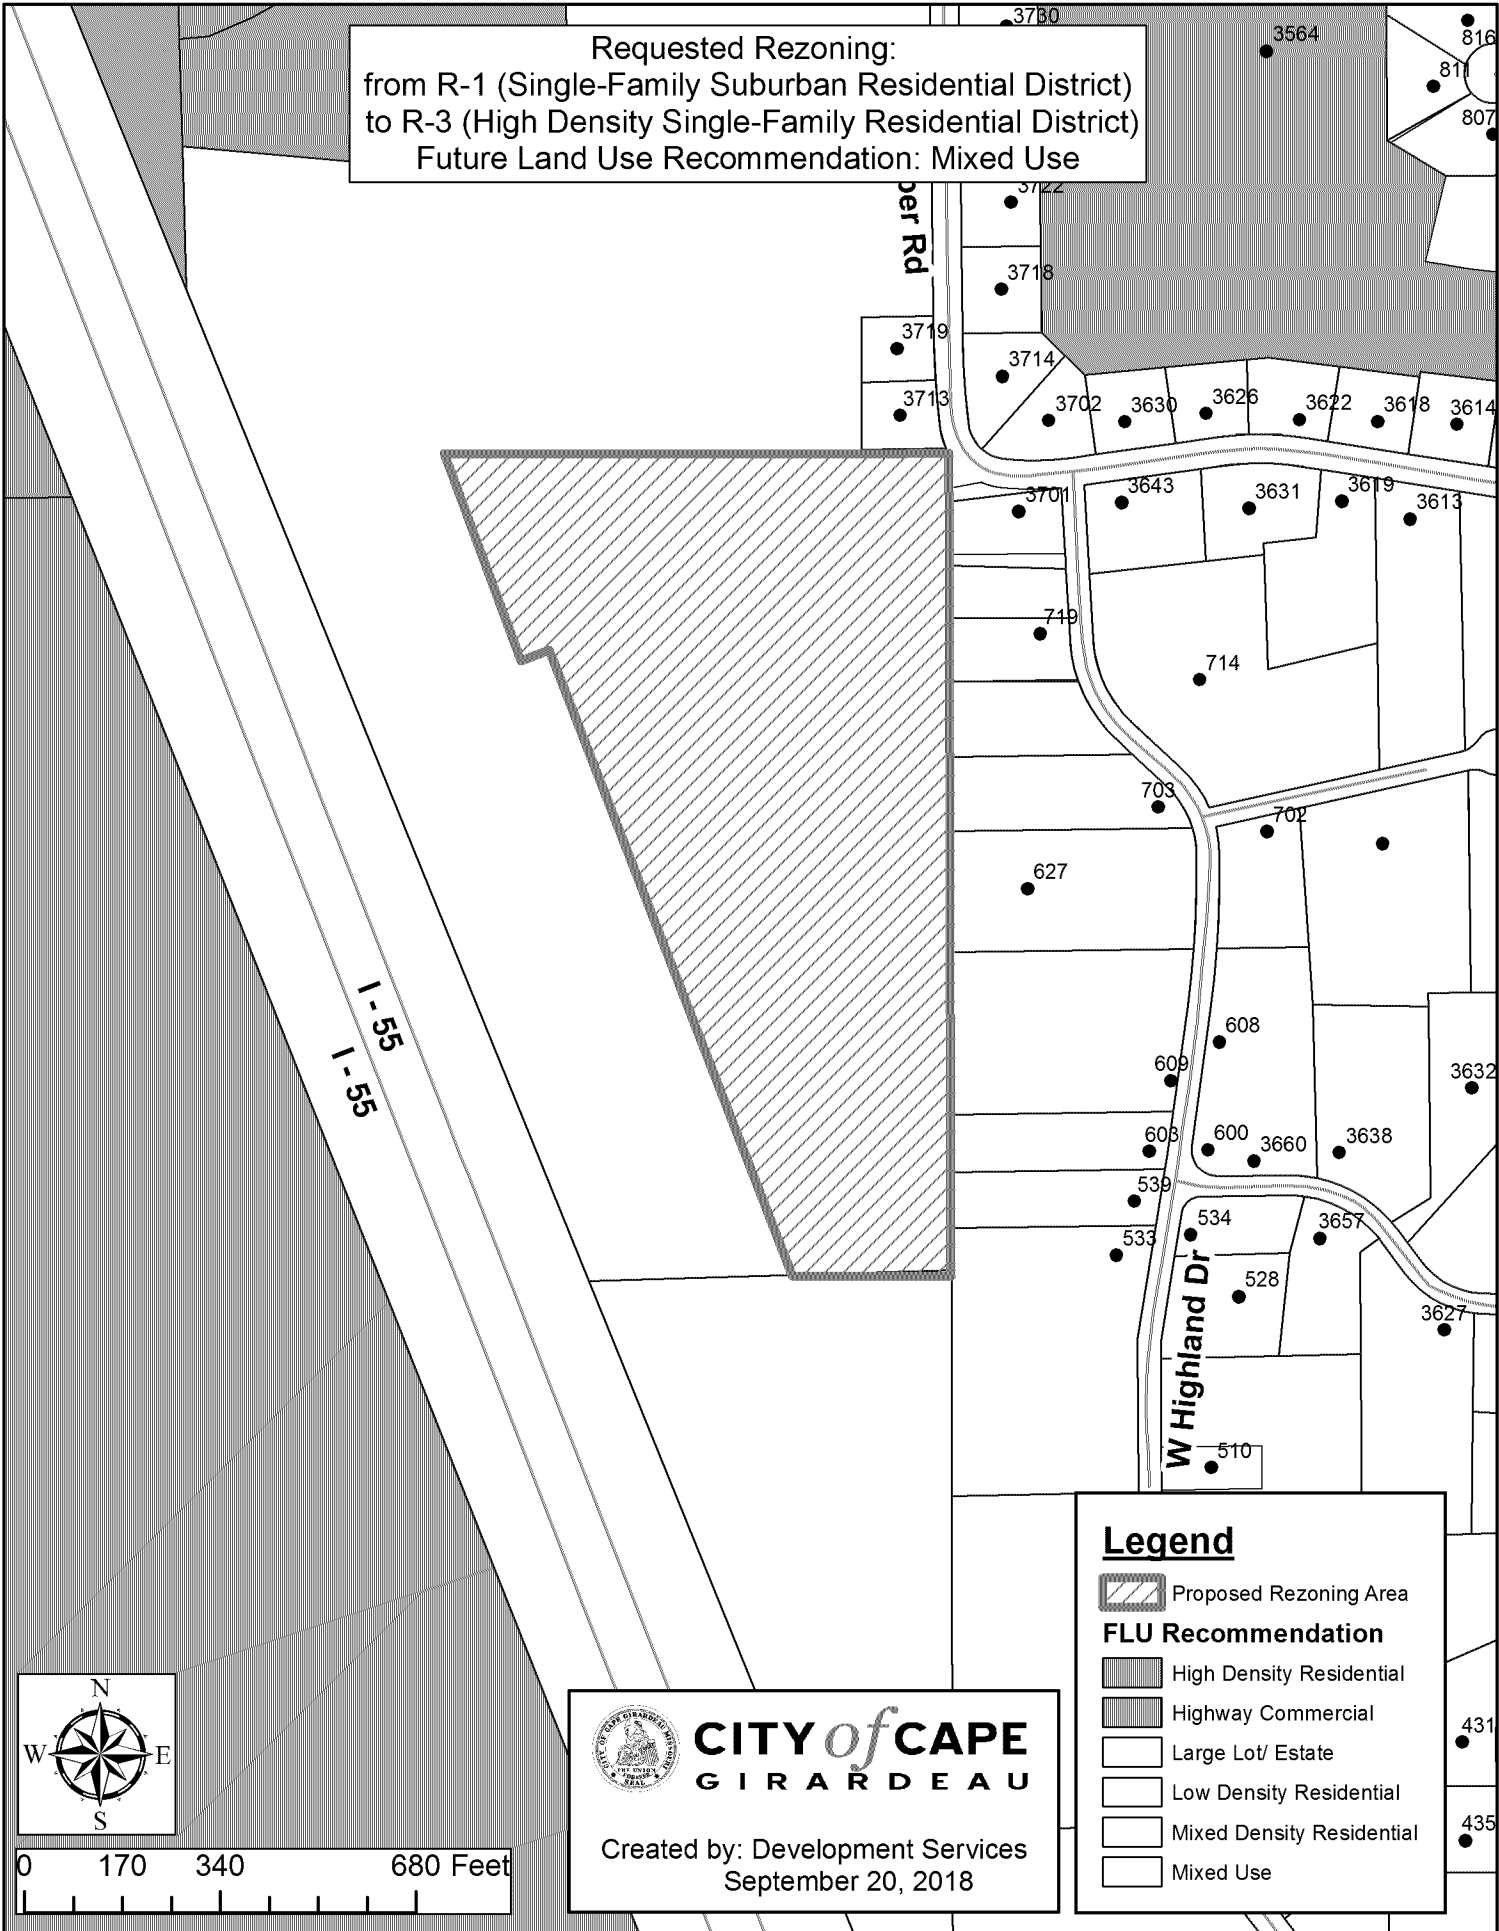 Requested Rezoning:
from R-1 (Single-Family Suburban Residential District)
to R-3 (High Density Single-Family Residential District)
Future Land Use Recommendation: Mixed Use
3730
3564
816
811
807
3722
Rd
3718
3719
3714
3713
3702
3630
3626
3622
3618
3614
3701
3643
3631
3619
3613
719
714
703
702
627
608
609
3632
603
600
3660
3638
539
534
3657
533
528
3627
W Highland Dr
510
I - 55
I - 55
431
435
Legend
Proposed Rezoning Area
FLU Recommendation
High Density Residential
Highway Commercial
Large Lot/ Estate
Low Density Residential
Mixed Density Residential
Mixed Use
N
W E
S
0 170 340 680 Feet
CITY of CAPE
GIRARDEAU
Created by: Development Services
September 20, 2018